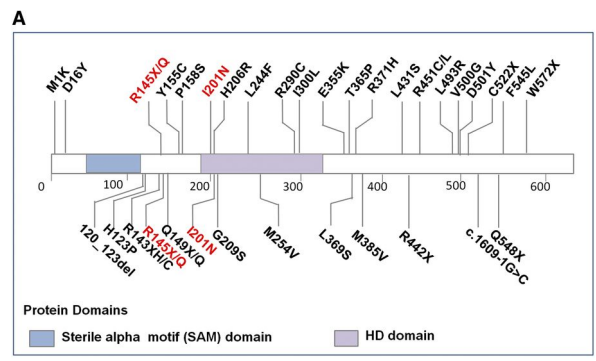 A
M1K
D16Y
R145X/Q
Y155C
P158S
I201N
H206R
L244F
R290C
I300L
E355K
T365P
R371H
L431S
R451C/L
L493R
V500G
D501Y
C522X
F545L
W572X
0 100 200 300 400 500 600
120_123del
H123P
R143XH/C
R145X/Q
Q149X/Q
I201N
G209S
M254V
L369S
M385V
R442X
c.1609-1G>C
Q548X
Protein Domains
Sterile alpha motif (SAM) domain
HD domain